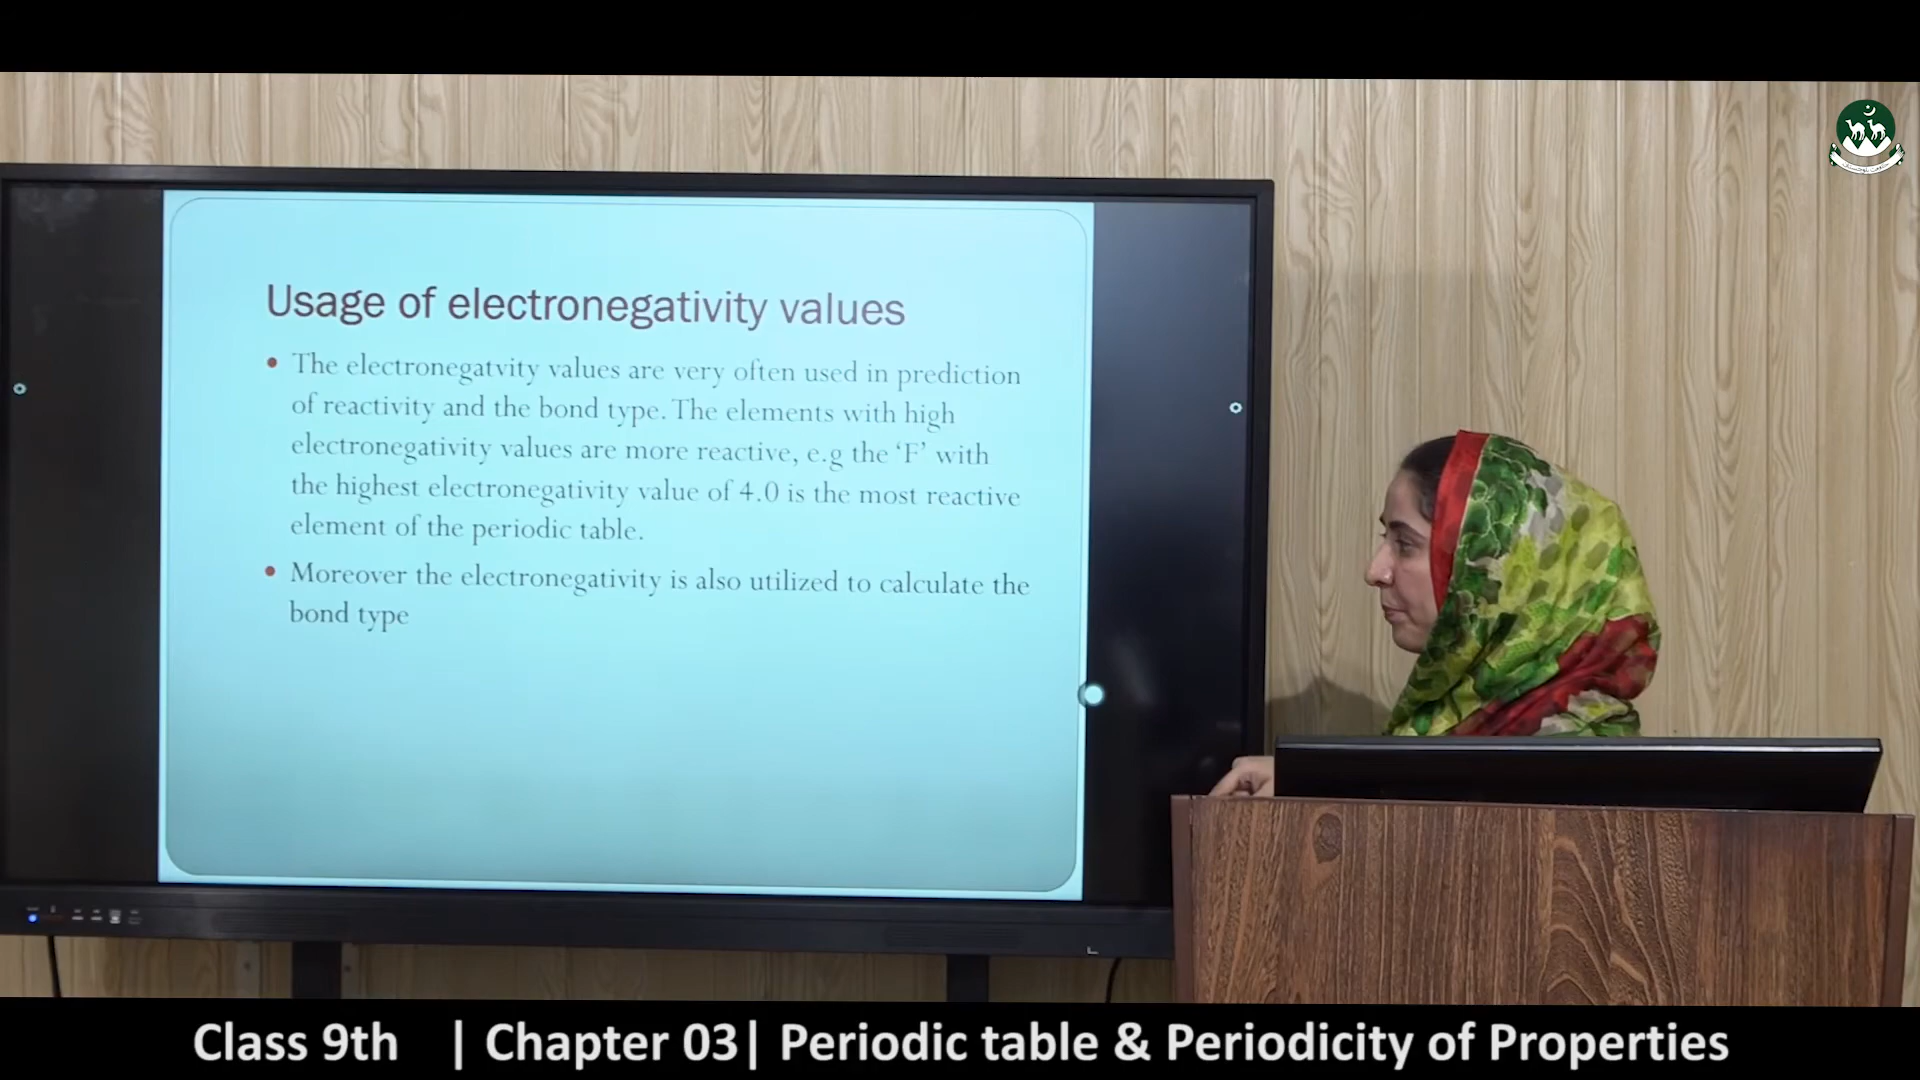 Usage of electronegativity values
• The electronegatvity values are very often used in prediction
of reactivity and the bond type. The elements with high
electronegativity values are more reactive, e.g the ‘F’ with
the highest electronegativity value of 4.0 is the most reactive
element of the periodic table.
• Moreover the electronegativity is also utilized to calculate the
bond type
Class 9th | Chapter 03| Periodic table & Periodicity of Properties